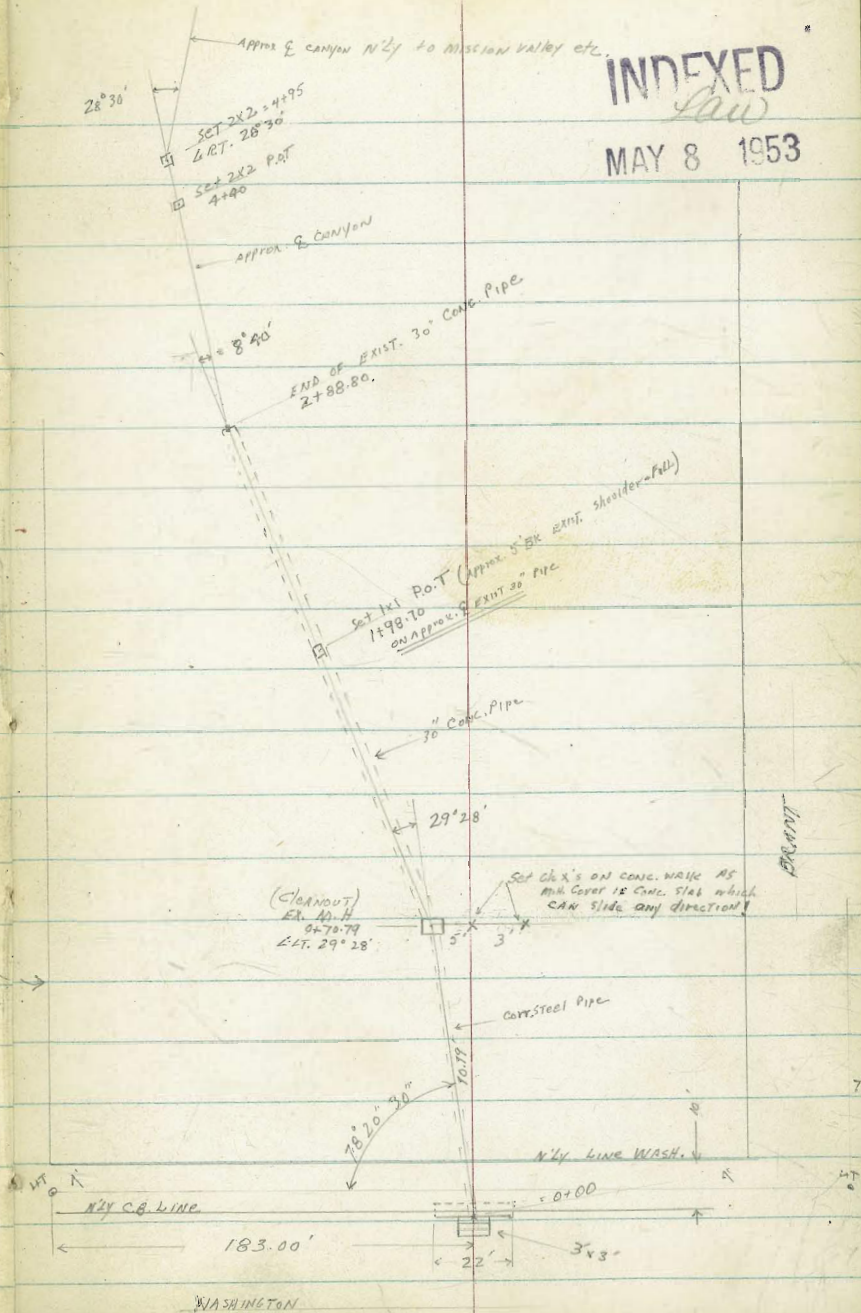 APPROX ℄ CANYON N'LY to MISSION VALLEY etc.
INDEXED
Law
MAY 8 1953
28°30'
SET 2X2 = 4+95
∠ RT. 28°30'
Set 2X2 P.O.T
4+40
APPROX. ℄ CANYON
8°40'
END OF EXIST. 30" CONC. PIPE
2+88.80.
Set 1x1 P.O.T (Approx. 5' BK EXIST. Shoulder-Fill)
1+98.70
ON Approx. ℄ EXIST 30" PIPE
30" CONC. PIPE
29°28'
BRANT
Set ch X's ON CONC. WALK AS
M.H. Cover IS CONC. Slab which
CAN Slide any direction!
(CLEANOUT)
EX. M.H
0+70.79
∠ LT. 29°28'
5'
3'
Corr. STEEL PIPE
70.79'
78°20'30"
10'
N'LY LINE WASH.
7'
7'
N'LY CB. LINE
= 0+00
183.00'
22'
3'x3'
WASHINGTON